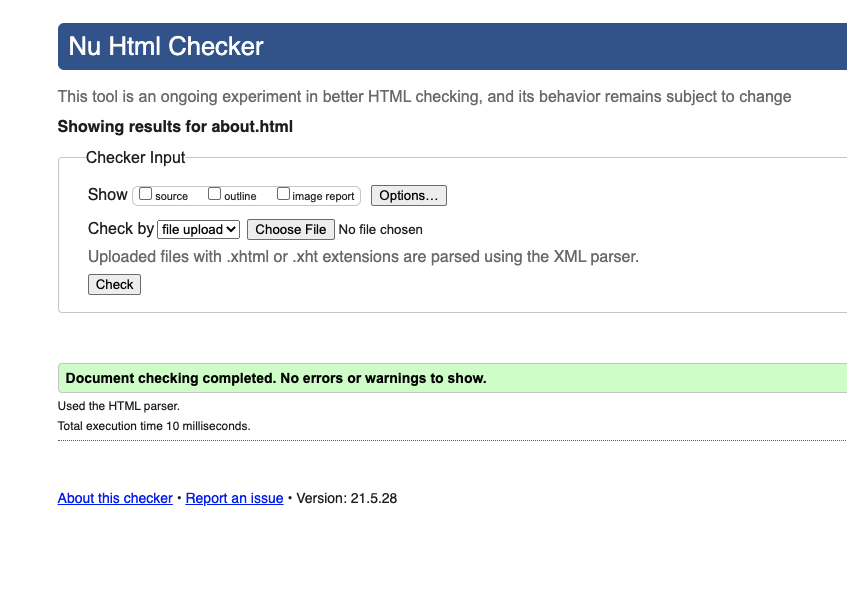 Nu Html Checker
This tool is an ongoing experiment in better HTML checking, and its behavior remains subject to change
Showing results for about.html
Checker Input
Show source outline image report Options…
Check by file upload Choose File No file chosen
Uploaded files with .xhtml or .xht extensions are parsed using the XML parser.
Check
Document checking completed. No errors or warnings to show.
Used the HTML parser.
Total execution time 10 milliseconds.
About this checker • Report an issue • Version: 21.5.28